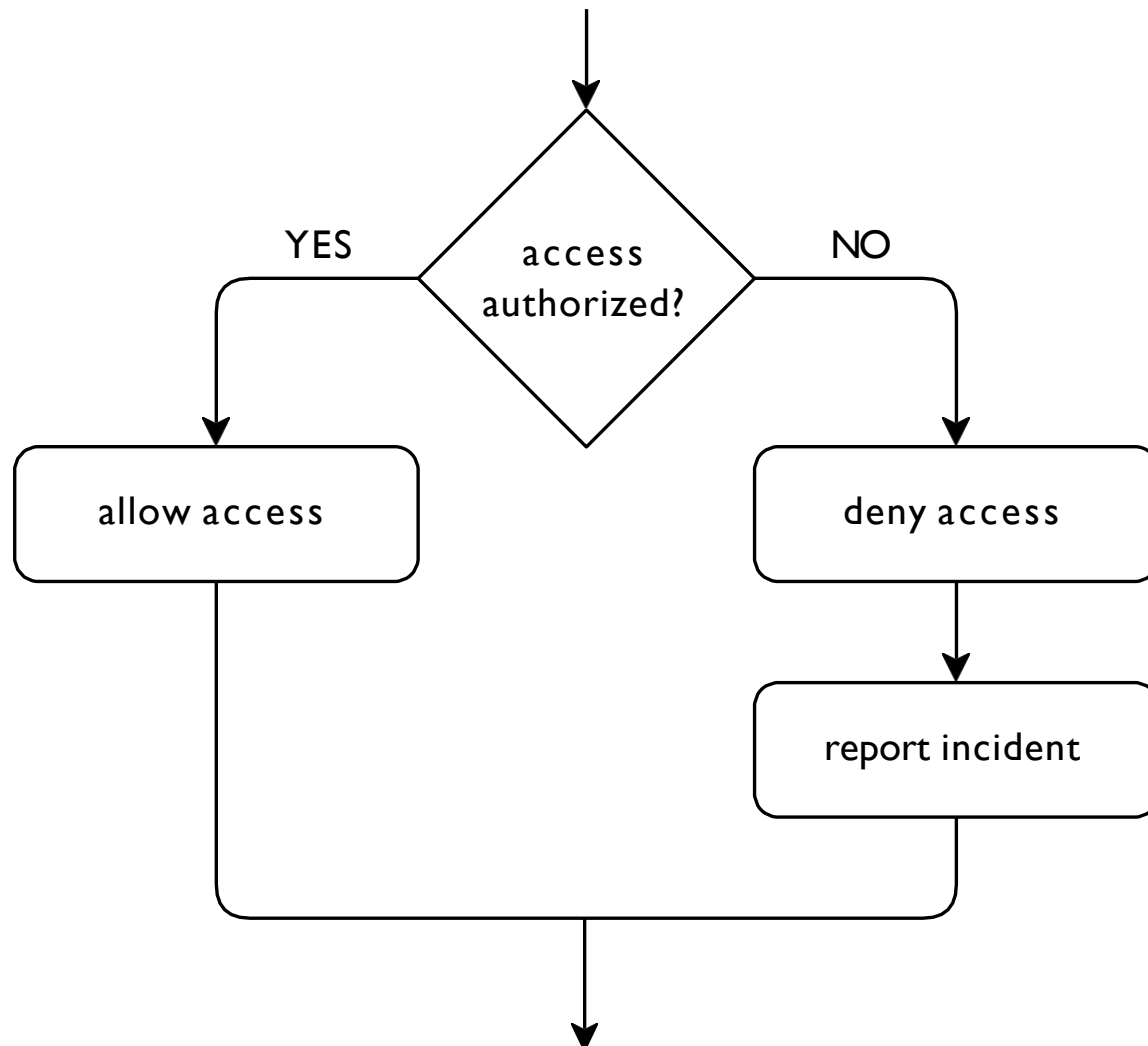 YES
access
authorized?
NO
allow access
deny access
report incident